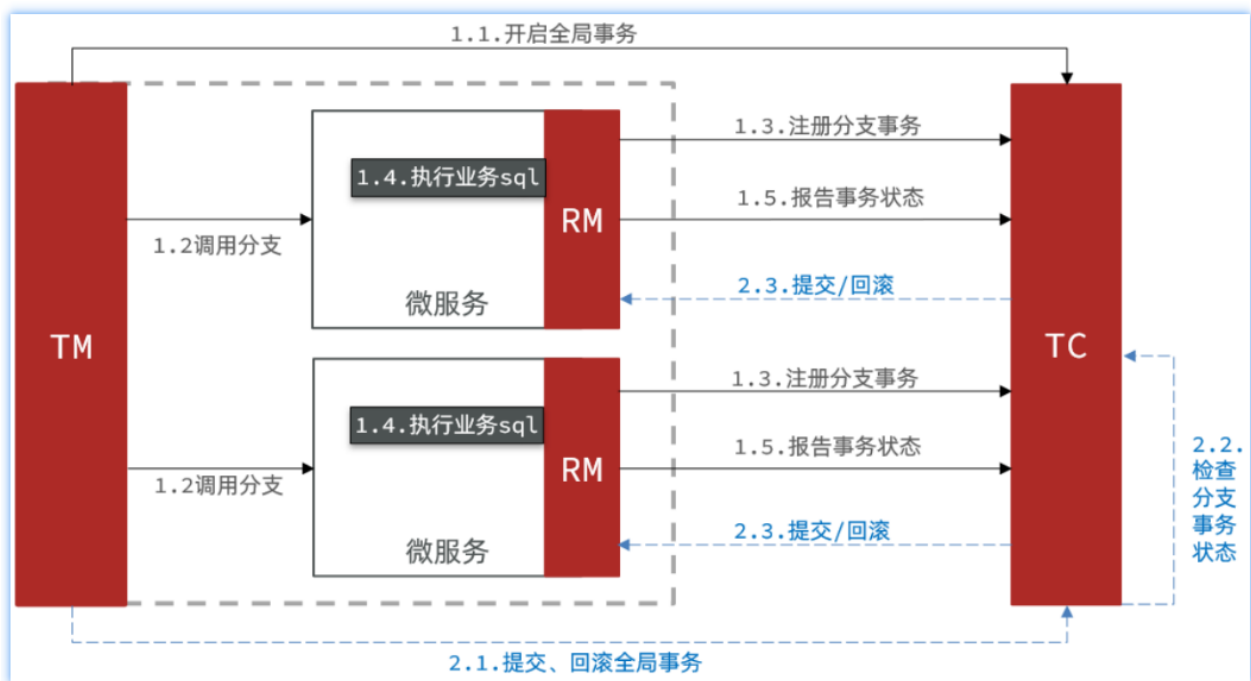 1.1.开启全局事务
1.3.注册分支事务
1.4.执行业务sql
1.5.报告事务状态
RM
1.2调用分支
2.3.提交/回滚
微服务
TM
TC
1.3.注册分支事务
1.4.执行业务sql
1.5.报告事务状态
RM
1.2调用分支
2.2.
检查
分支
事务
状态
2.3.提交/回滚
微服务
2.1.提交、回滚全局事务